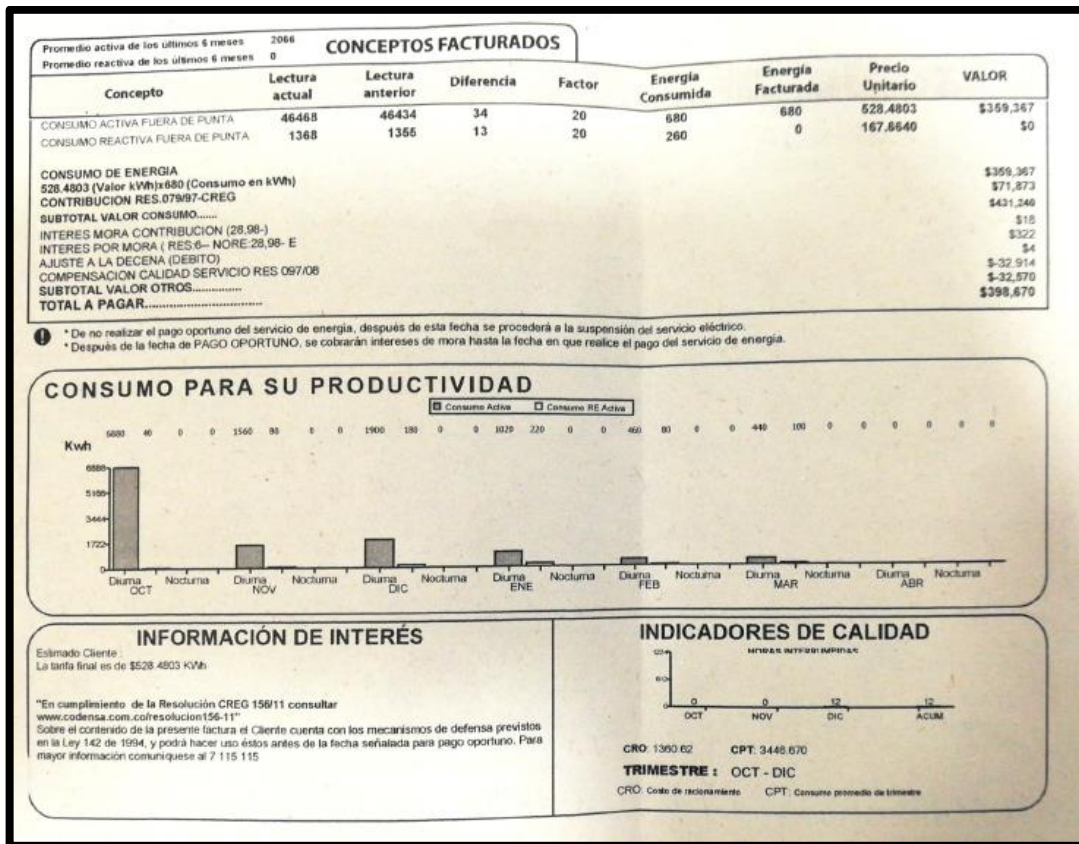 Promedio activa de los últimos 6 meses 2066
Promedio reactiva de los últimos 6 meses 0
CONCEPTOS FACTURADOS
Concepto Lectura actual Lectura anterior Diferencia Factor Energía Consumida Energía Facturada Precio Unitario VALOR
CONSUMO ACTIVA FUERA DE PUNTA 46468 46434 34 20 680 680 528.4803 $359,367
CONSUMO REACTIVA FUERA DE PUNTA 1368 1355 13 20 260 0 167.6640 $0
CONSUMO DE ENERGIA
528.4803 (Valor kWh)x680 (Consumo en kWh) $359,367
CONTRIBUCION RES.079/97-CREG $71,873
SUBTOTAL VALOR CONSUMO....... $431,240
INTERES MORA CONTRIBUCION (28,98-) $18
INTERES POR MORA ( RES:6-- NORE:28,98- E $322
AJUSTE A LA DECENA (DEBITO) $4
COMPENSACION CALIDAD SERVICIO RES 097/08 $-32,914
SUBTOTAL VALOR OTROS............... $-32,570
TOTAL A PAGAR.................................. $398,670
* De no realizar el pago oportuno del servicio de energía, después de esta fecha se procederá a la suspensión del servicio eléctrico.
* Después de la fecha de PAGO OPORTUNO, se cobrarán intereses de mora hasta la fecha en que realice el pago del servicio de energía.
CONSUMO PARA SU PRODUCTIVIDAD
Consumo Activa Consumo RE Activa
40 0 0 1560 80 0 0 1900 180 0 0 1020 220 0 0 460 80 0 0 440 100 0 0 0 0 0 0
Kwh
6888
5166
3444
1722
0
Diurna Nocturna Diurna Nocturna Diurna Nocturna Diurna Nocturna Diurna Nocturna Diurna Nocturna Diurna Nocturna
OCT NOV DIC ENE FEB MAR ABR
INFORMACIÓN DE INTERÉS
Estimado Cliente :
La tarifa final es de $528.4803 KWh
"En cumplimiento de la Resolución CREG 156/11 consultar
www.codensa.com.co/resolucion156-11"
Sobre el contenido de la presente factura el Cliente cuenta con los mecanismos de defensa previstos
en la Ley 142 de 1994, y podrá hacer uso éstos antes de la fecha señalada para pago oportuno. Para
mayor información comuniquese al 7 115 115
INDICADORES DE CALIDAD
HORAS INTERRUMPIDAS
0 0 12 12
OCT NOV DIC ACUM
CRO: 1360.62 CPT: 3446.670
TRIMESTRE : OCT - DIC
CRO: Costo de racionamiento CPT: Consumo promedio de trimestre